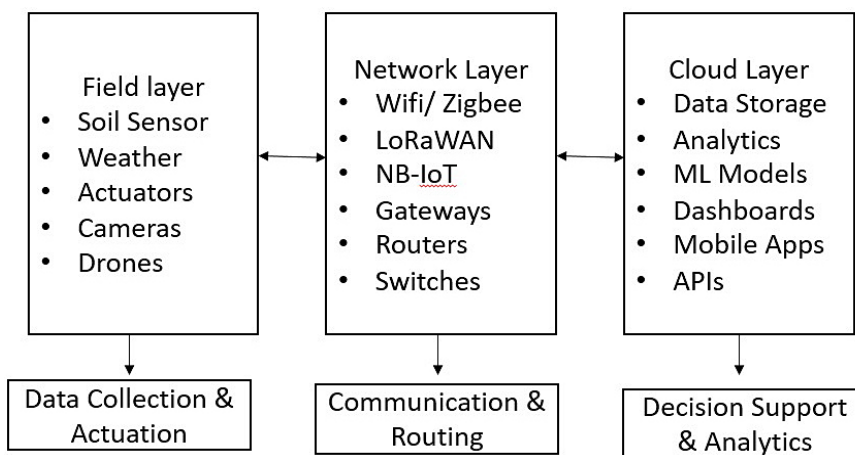 Field layer
• Soil Sensor
• Weather
• Actuators
• Cameras
• Drones
Network Layer
• Wifi/ Zigbee
• LoRaWAN
• NB-IoT
• Gateways
• Routers
• Switches
Cloud Layer
• Data Storage
• Analytics
• ML Models
• Dashboards
• Mobile Apps
• APIs
Data Collection &
Actuation
Communication &
Routing
Decision Support
& Analytics